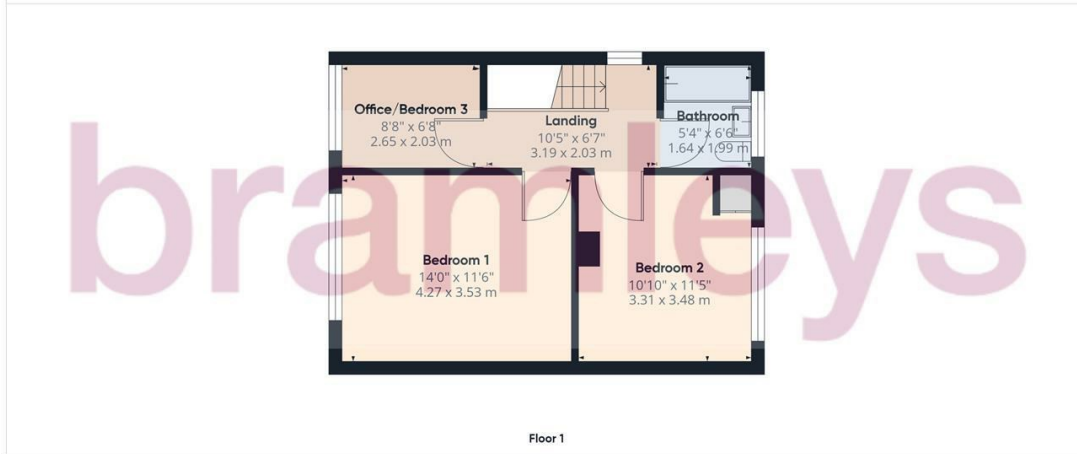 Office/Bedroom 3
8'8" x 6'8"
2.65 x 2.03 m
Landing
10'5" x 6'7"
3.19 x 2.03 m
Bathroom
5'4" x 6'6"
1.64 x 1.99 m
bramleys
Bedroom 1
14'0" x 11'6"
4.27 x 3.53 m
Bedroom 2
10'10" x 11'5"
3.31 x 3.48 m
Floor 1